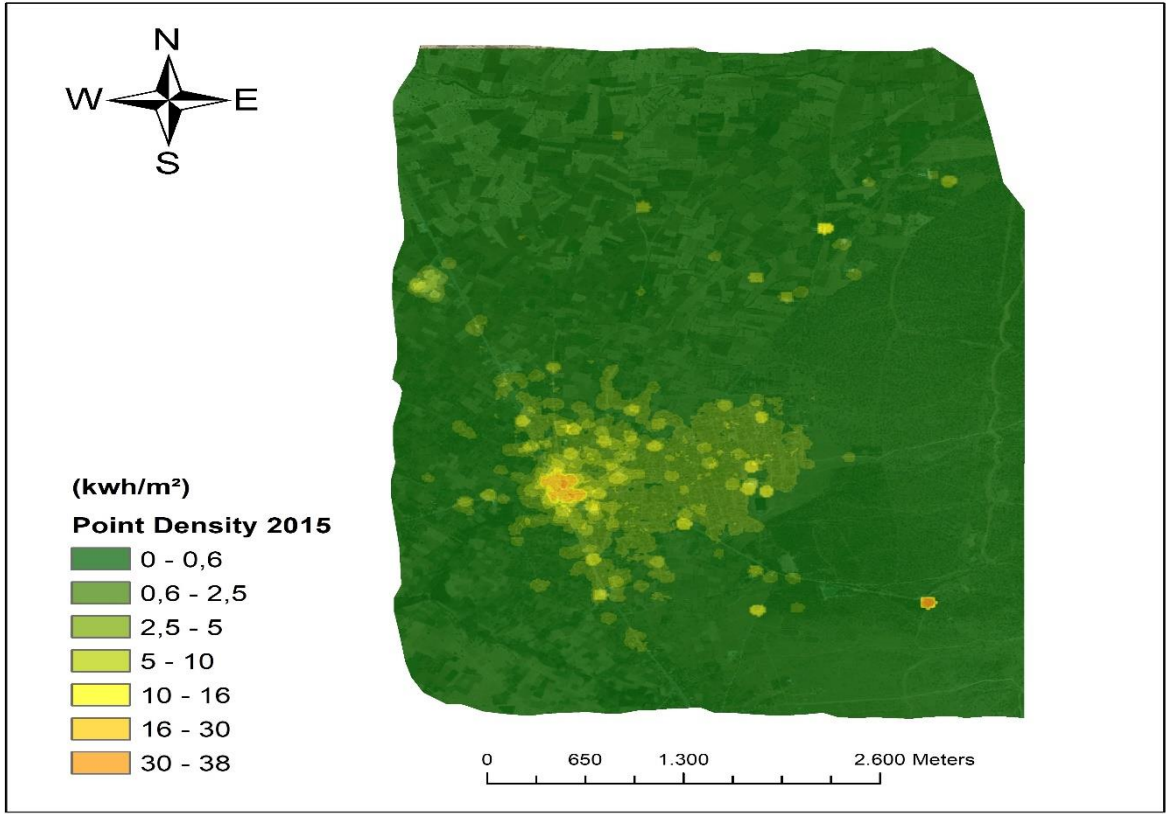 N
W E
S
(kwh/m²)
Point Density 2015
0 - 0,6
0,6 - 2,5
2,5 - 5
5 - 10
10 - 16
16 - 30
30 - 38
0 650 1.300 2.600 Meters